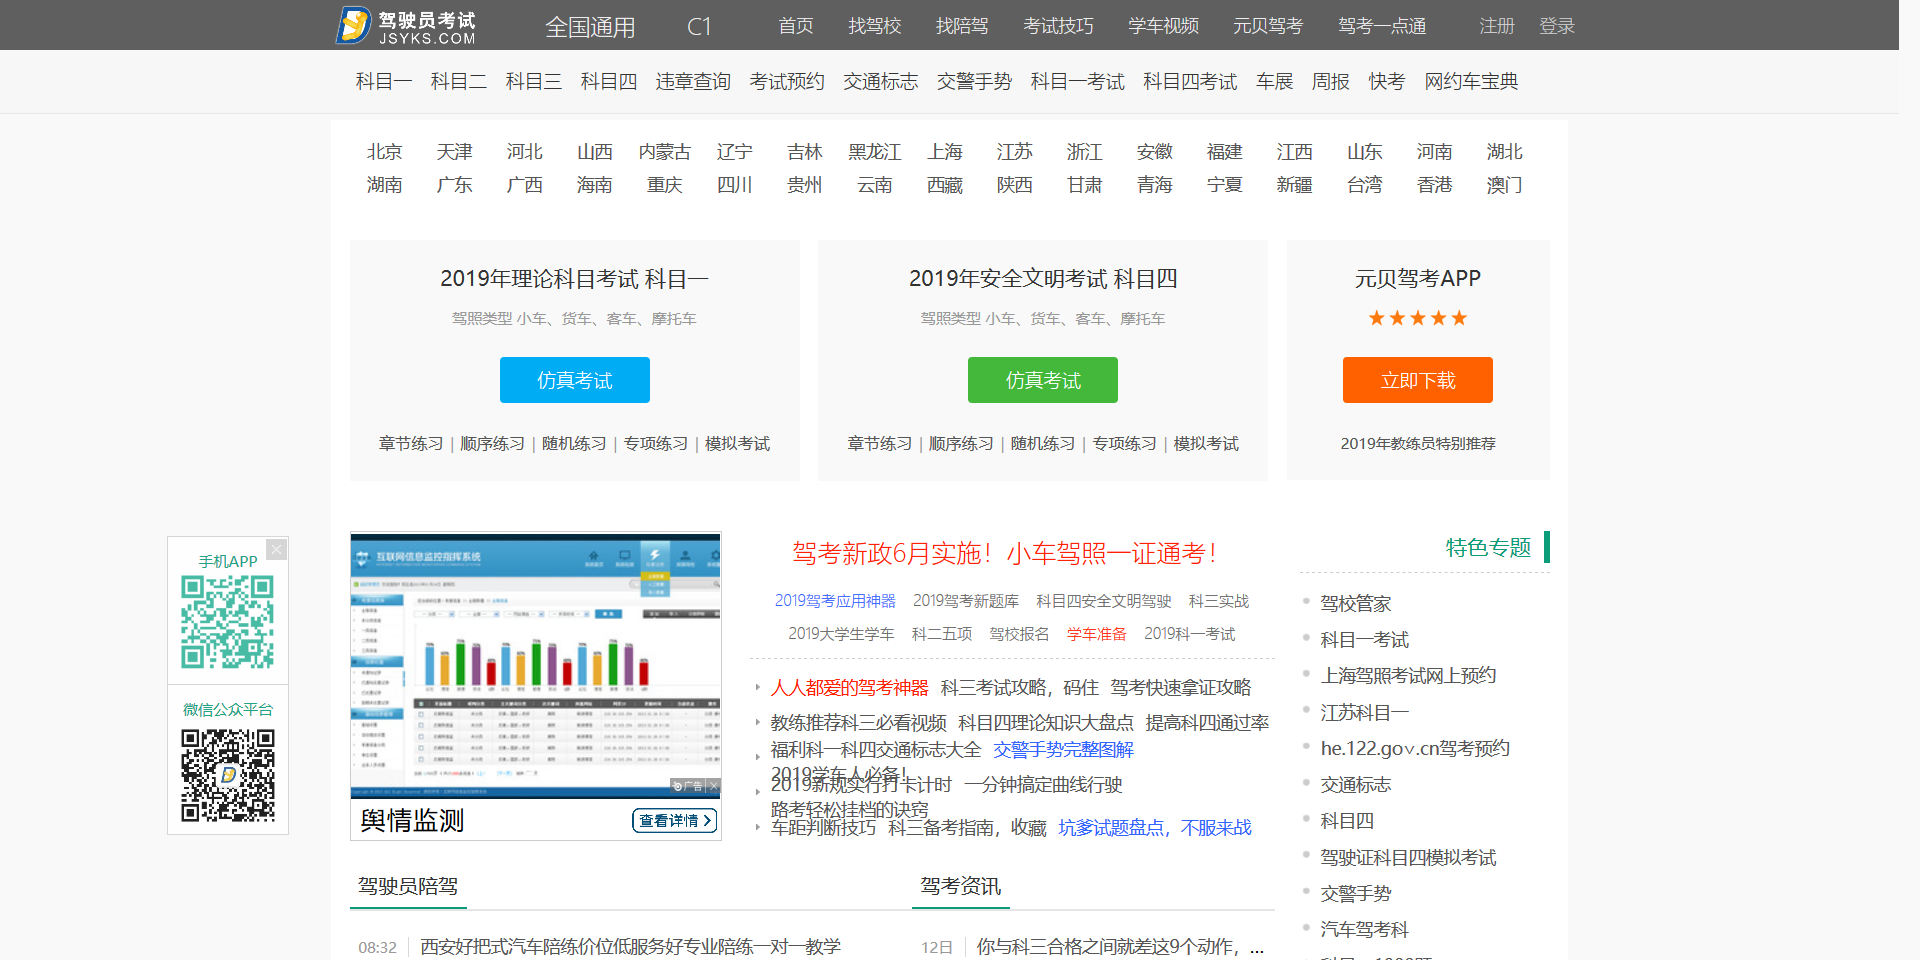 驾驶员考试
JSYKS.COM
全国通用 C1 首页 找驾校 找陪驾 考试技巧 学车视频 元贝驾考 驾考一点通 注册 登录
科目一 科目二 科目三 科目四 违章查询 考试预约 交通标志 交警手势 科目一考试 科目四考试 车展 周报 快考 网约车宝典
北京 天津 河北 山西 内蒙古 辽宁 吉林 黑龙江 上海 江苏 浙江 安徽 福建 江西 山东 河南 湖北
湖南 广东 广西 海南 重庆 四川 贵州 云南 西藏 陕西 甘肃 青海 宁夏 新疆 台湾 香港 澳门
2019年理论科目考试 科目一
驾照类型 小车、货车、客车、摩托车
仿真考试
章节练习 | 顺序练习 | 随机练习 | 专项练习 | 模拟考试
2019年安全文明考试 科目四
驾照类型 小车、货车、客车、摩托车
仿真考试
章节练习 | 顺序练习 | 随机练习 | 专项练习 | 模拟考试
元贝驾考APP
★★★★★
立即下载
2019年教练员特别推荐
手机APP
微信公众平台
互联网信息监控指挥系统
广告
舆情监测
查看详情
驾考新政6月实施！小车驾照一证通考！
2019驾考应用神器 2019驾考新题库 科目四安全文明驾驶 科三实战
2019大学生学车 科二五项 驾校报名 学车准备 2019科一考试
人人都爱的驾考神器 科三考试攻略，码住 驾考快速拿证攻略
教练推荐科三必看视频 科目四理论知识大盘点 提高科四通过率
福利科一科四交通标志大全 交警手势完整图解
2019学车人必备！
2019新规实行打卡计时 一分钟搞定曲线行驶
路考轻松挂档的诀窍
车距判断技巧 科三备考指南，收藏 坑爹试题盘点，不服来战
特色专题
驾校管家
科目一考试
上海驾照考试网上预约
江苏科目一
he.122.gov.cn驾考预约
交通标志
科目四
驾驶证科目四模拟考试
交警手势
汽车驾考科
驾驶员陪驾
08:32 西安好把式汽车陪练价位低服务好专业陪练一对一教学
驾考资讯
12日 你与科三合格之间就差这9个动作，...